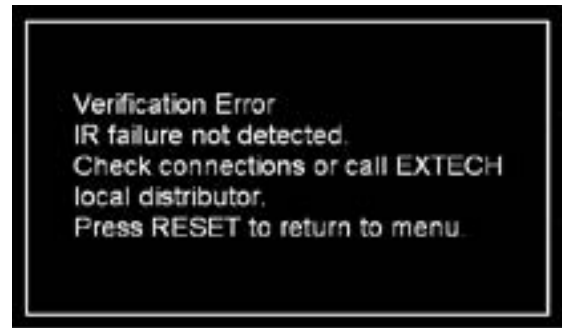 Verification Error
IR failure not detected.
Check connections or call EXTECH
local distributor.
Press RESET to return to menu.